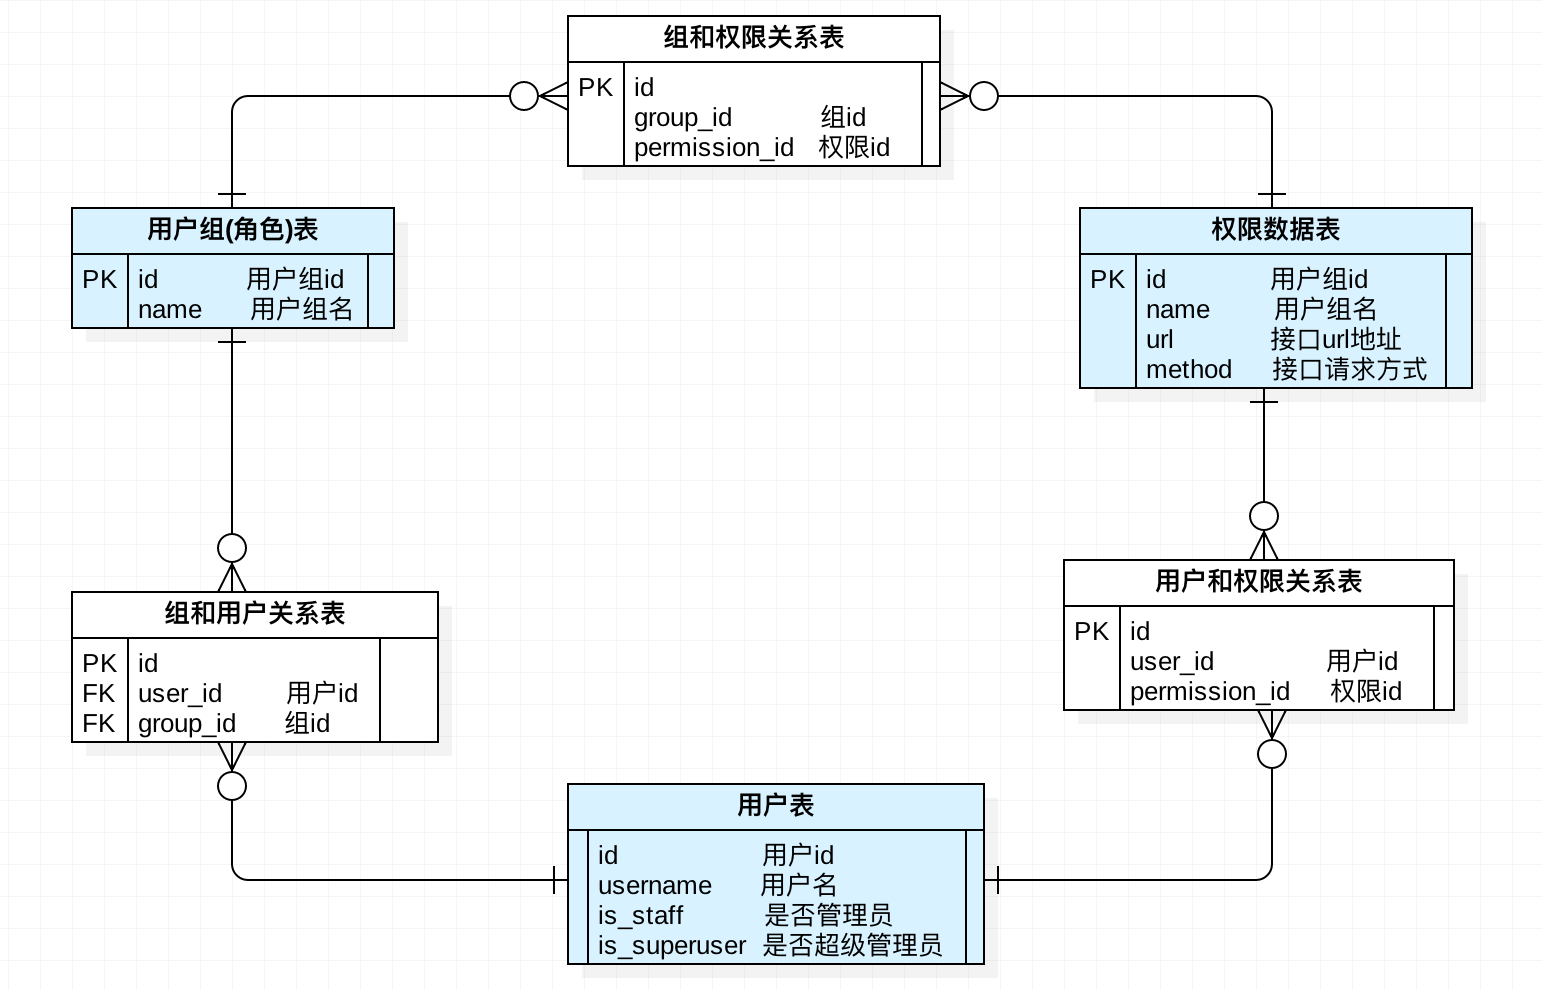 组和权限关系表
PK id
group_id 组id
permission_id 权限id
用户组(角色)表
PK id 用户组id
name 用户组名
权限数据表
PK id 用户组id
name 用户组名
url 接口url地址
method 接口请求方式
组和用户关系表
PK id
FK user_id 用户id
FK group_id 组id
用户和权限关系表
PK id
user_id 用户id
permission_id 权限id
用户表
id 用户id
username 用户名
is_staff 是否管理员
is_superuser 是否超级管理员